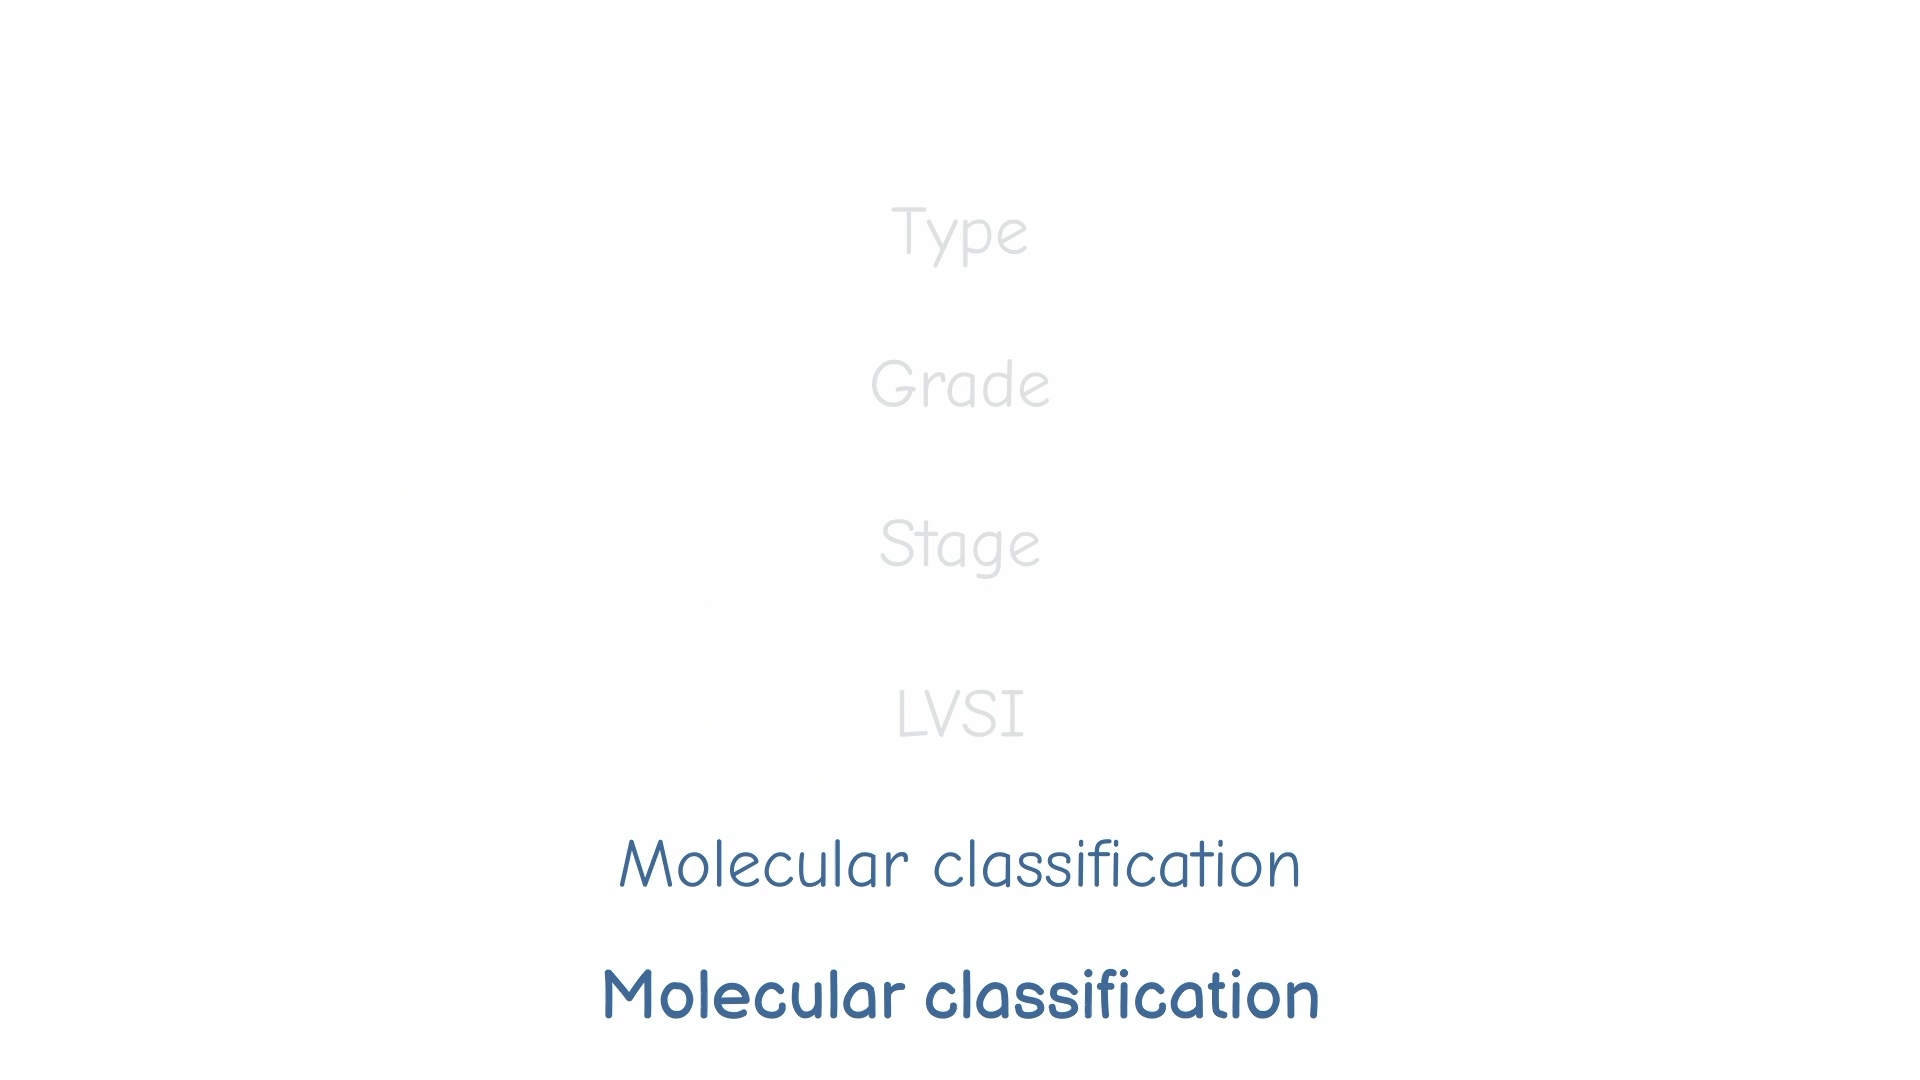 Type
Grade
Stage
LVSI
Molecular classification
Molecular classification